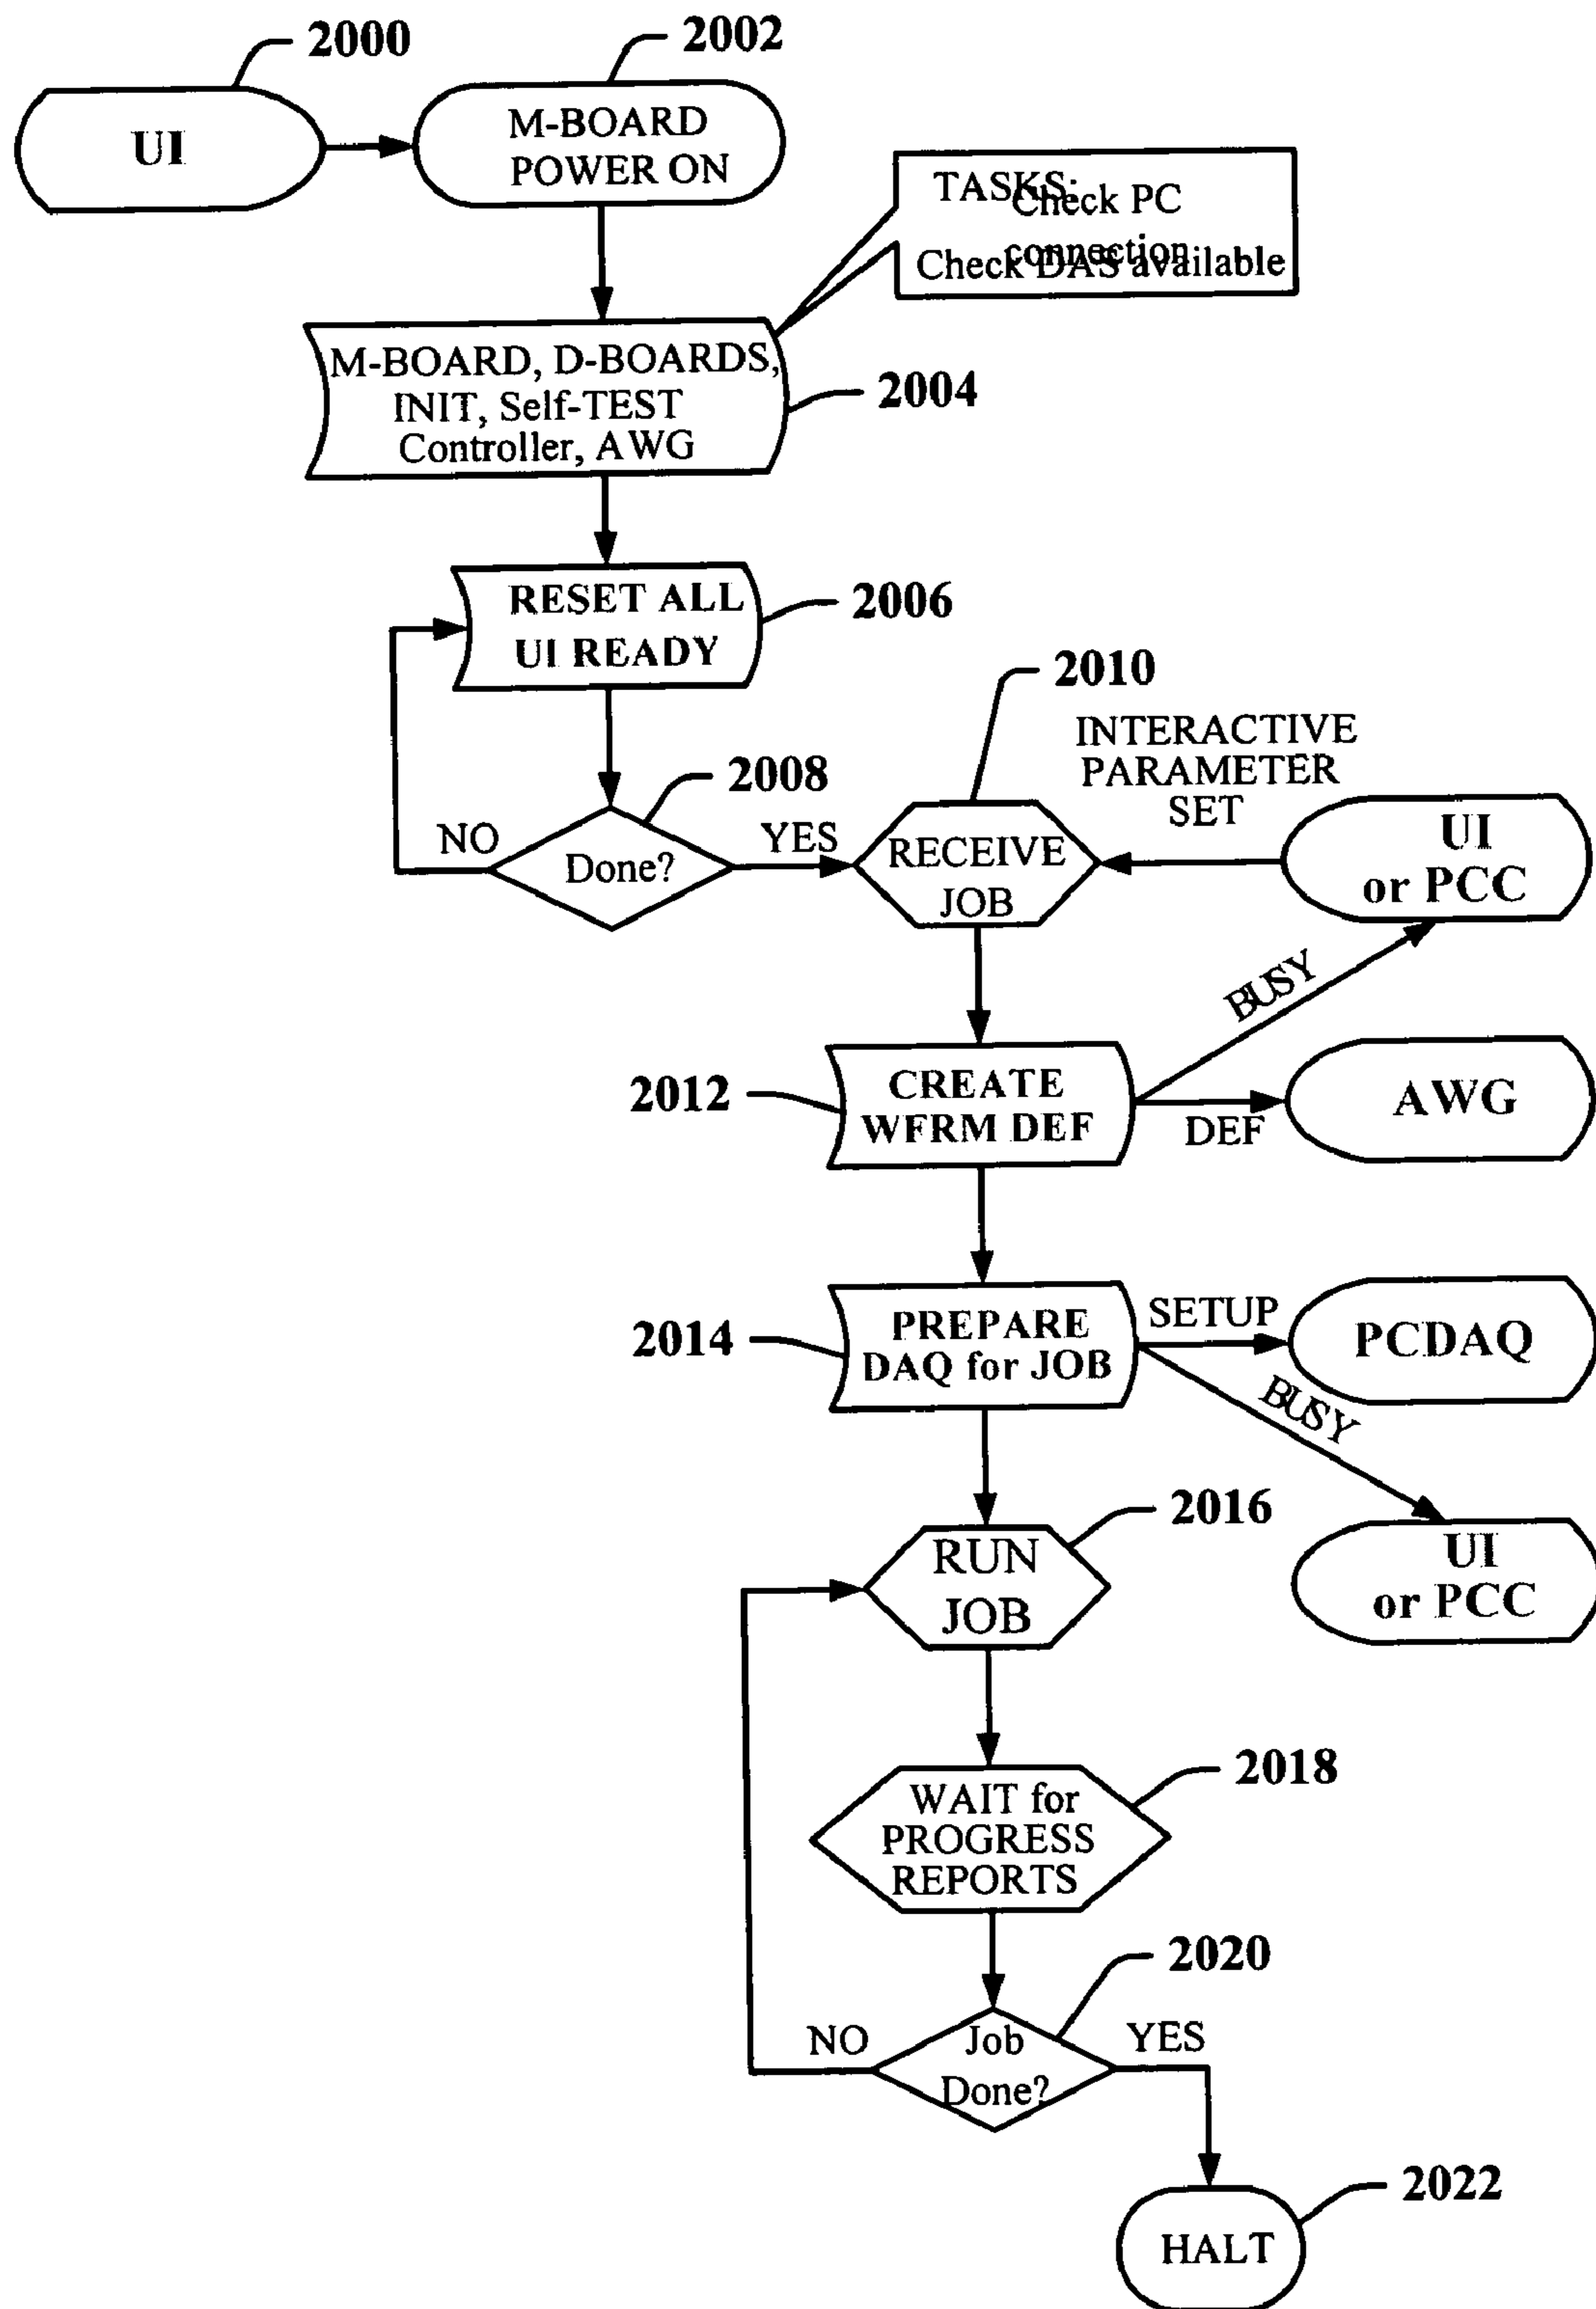 2000
2002
UI
M-BOARD
POWER ON
TASKS:
Check PC
connection
Check DAS available
M-BOARD, D-BOARDS,
INIT, Self-TEST
Controller, AWG
2004
RESET ALL
UI READY
2006
2010
INTERACTIVE
PARAMETER
SET
2008
NO
Done?
YES
RECEIVE
JOB
UI
or PCC
BUSY
2012
CREATE
WFRM DEF
DEF
AWG
2014
PREPARE
DAQ for JOB
SETUP
PCDAQ
BUSY
2016
RUN
JOB
UI
or PCC
2018
WAIT for
PROGRESS
REPORTS
2020
NO
Job
Done?
YES
2022
HALT